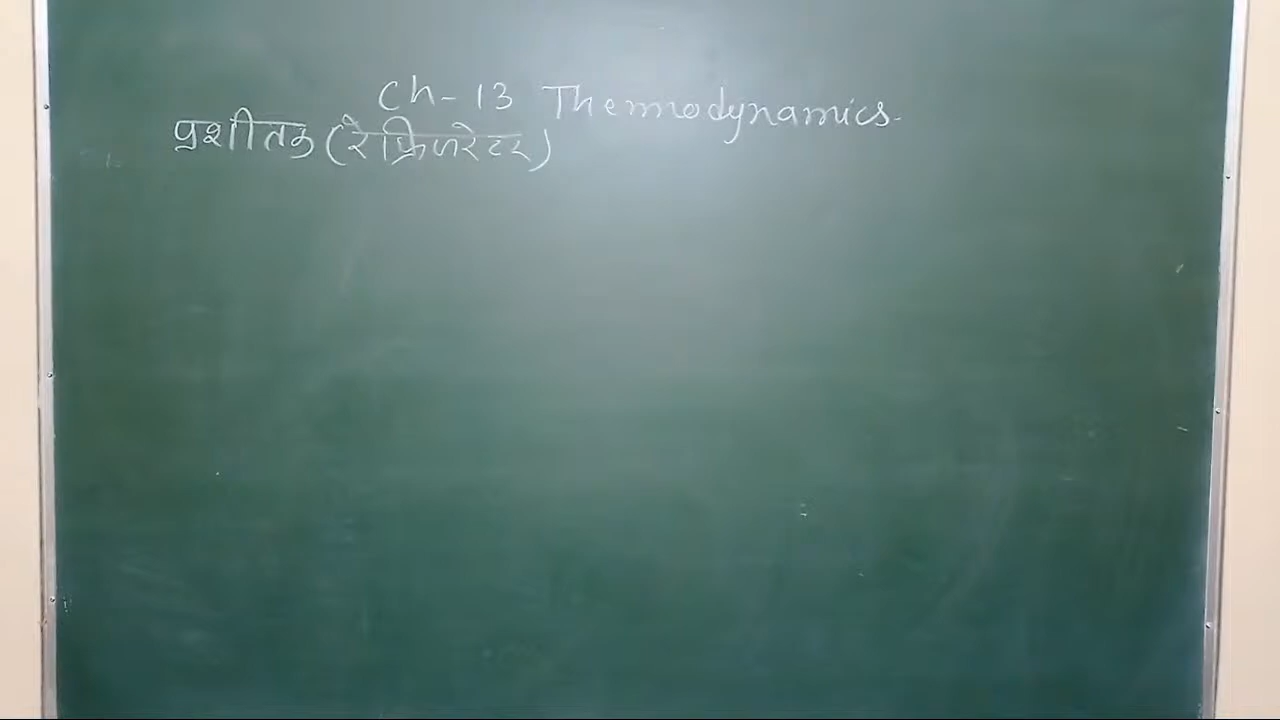 Ch - 13 Thermodynamics.
प्रशीतक (रेफ्रिजरेटर)